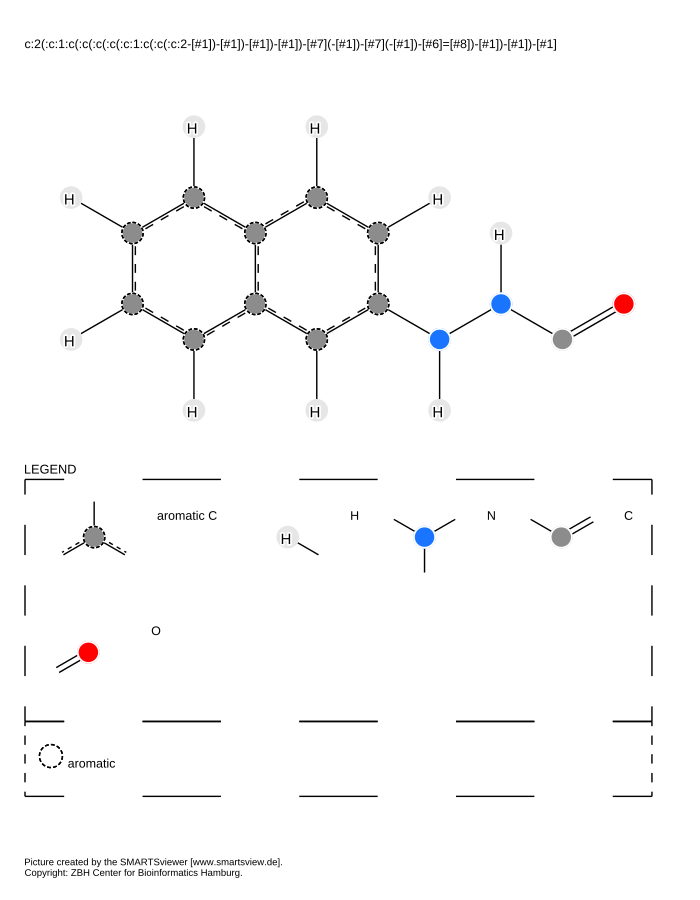 c:2(:c:1:c(:c(:c(:c(:c:1:c(:c(:c:2-[#1])-[#1])-[#1])-[#1])-[#7](-[#1])-[#7](-[#1])-[#6]=[#8])-[#1])-[#1])-[#1]
H H
H H
H
H
H H H
LEGEND
aromatic C H H N C
O
aromatic
Picture created by the SMARTSviewer [www.smartsview.de].
Copyright: ZBH Center for Bioinformatics Hamburg.